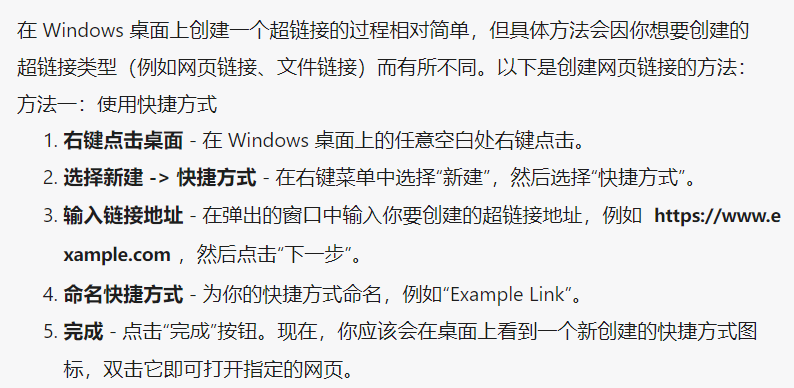 在 Windows 桌面上创建一个超链接的过程相对简单，但具体方法会因你想要创建的
超链接类型（例如网页链接、文件链接）而有所不同。以下是创建网页链接的方法：
方法一：使用快捷方式
1. 右键点击桌面 - 在 Windows 桌面上的任意空白处右键点击。
2. 选择新建 -> 快捷方式 - 在右键菜单中选择“新建”，然后选择“快捷方式”。
3. 输入链接地址 - 在弹出的窗口中输入你要创建的超链接地址，例如 https://www.e
xample.com ，然后点击“下一步”。
4. 命名快捷方式 - 为你的快捷方式命名，例如“Example Link”。
5. 完成 - 点击“完成”按钮。现在，你应该会在桌面上看到一个新创建的快捷方式图
标，双击它即可打开指定的网页。